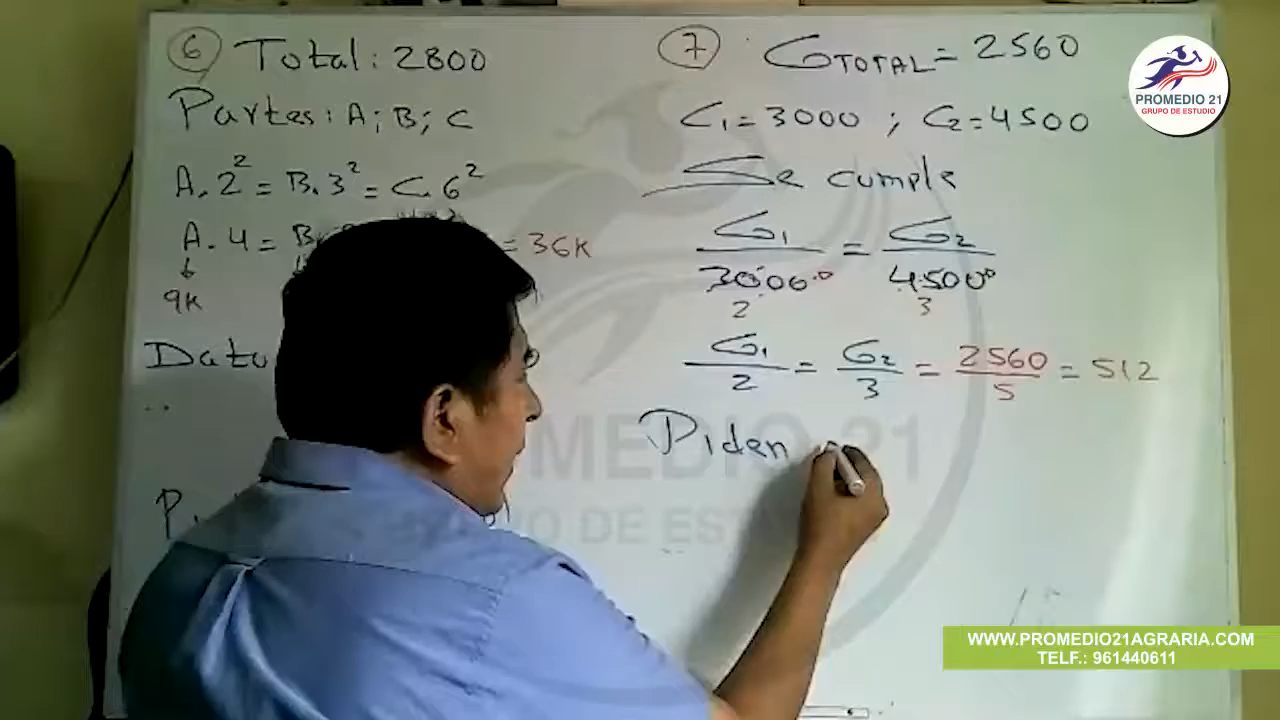 6 Total: 2800
Partes: A; B; C
A.2² = B.3² = C.6²
A.4 = B = 36K
9K
Dato
7 GTOTAL = 2560
C1 = 3000 ; C2 = 4500
Se cumple
G1/3000 = G2/4500
2 3
G1/2 = G2/3 = 2560/5 = 512
Piden
PROMEDIO 21
GRUPO DE ESTUDIO
WWW.PROMEDIO21AGRARIA.COM
TELF.: 961440611